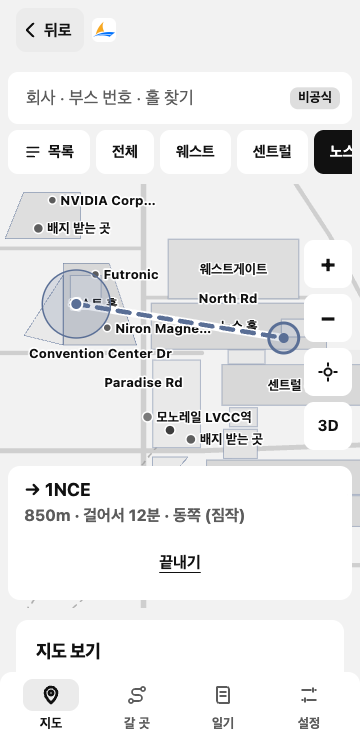 뒤로
회사 · 부스 번호 · 홀 찾기
비공식
목록
전체
웨스트
센트럴
노스
NVIDIA Corp...
배지 받는 곳
Futronic
웨스트게이트
North Rd
Niron Magne...
Convention Center Dr
Paradise Rd
센트럴
모노레일 LVCC역
배지 받는 곳
+
−
3D
→ 1NCE
850m · 걸어서 12분 · 동쪽 (짐작)
끝내기
지도 보기
지도
갈 곳
일기
설정